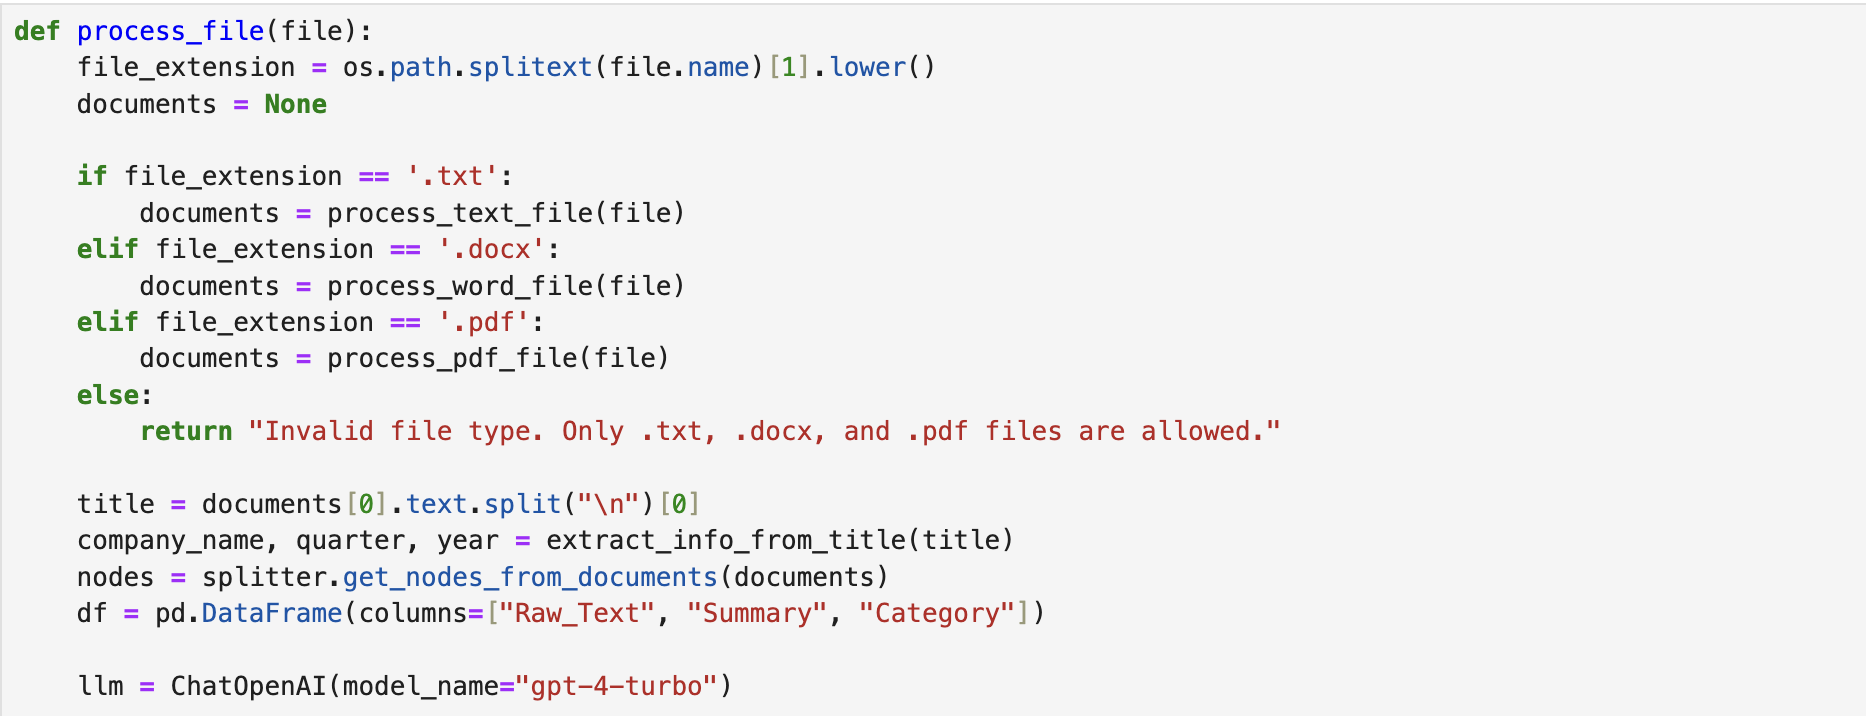 def process_file(file):
    file_extension = os.path.splitext(file.name)[1].lower()
    documents = None

    if file_extension == '.txt':
        documents = process_text_file(file)
    elif file_extension == '.docx':
        documents = process_word_file(file)
    elif file_extension == '.pdf':
        documents = process_pdf_file(file)
    else:
        return "Invalid file type. Only .txt, .docx, and .pdf files are allowed."

    title = documents[0].text.split("\n")[0]
    company_name, quarter, year = extract_info_from_title(title)
    nodes = splitter.get_nodes_from_documents(documents)
    df = pd.DataFrame(columns=["Raw_Text", "Summary", "Category"])

    llm = ChatOpenAI(model_name="gpt-4-turbo")